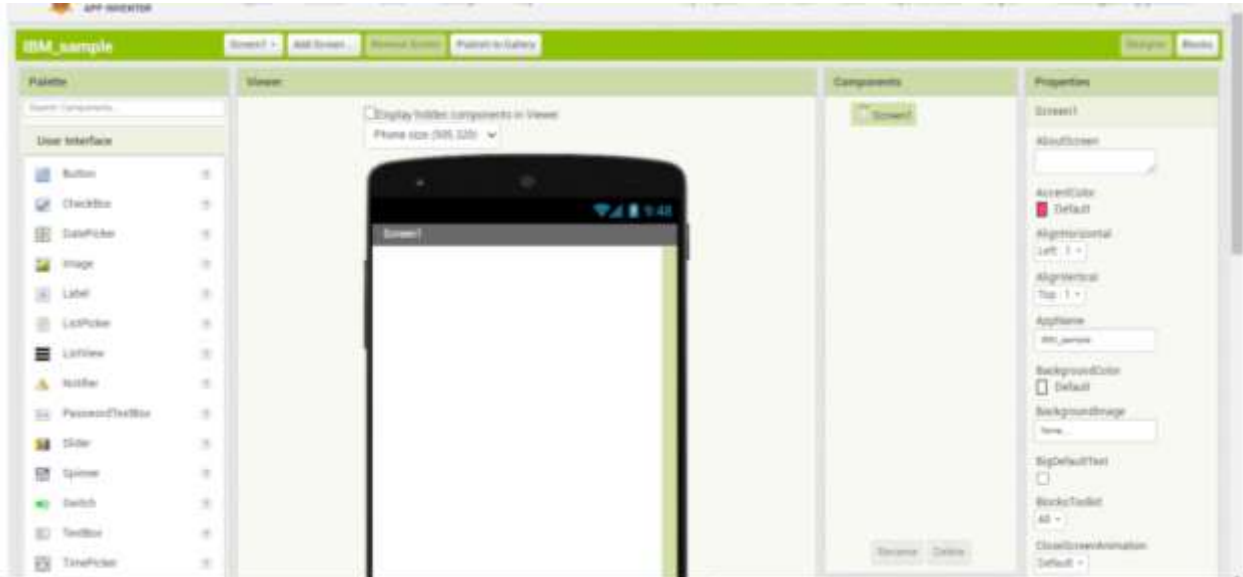 APP INVENTOR
IBM_sample
Screen1
Add Screen ...
Remove Screen
Publish to Gallery
Designer
Blocks
Palette
Viewer
Components
Properties
Search Components...
User Interface
Button
CheckBox
DatePicker
Image
Label
ListPicker
ListView
Notifier
PasswordTextBox
Slider
Spinner
Switch
TextBox
TimePicker
Display hidden components in Viewer
Phone size (505,320)
9:48
Screen1
Screen1
Rename
Delete
Screen1
AboutScreen
AccentColor
Default
AlignHorizontal
Left : 1
AlignVertical
Top : 1
AppName
IBM_sample
BackgroundColor
Default
BackgroundImage
None...
BigDefaultText
BlocksToolkit
All
CloseScreenAnimation
Default